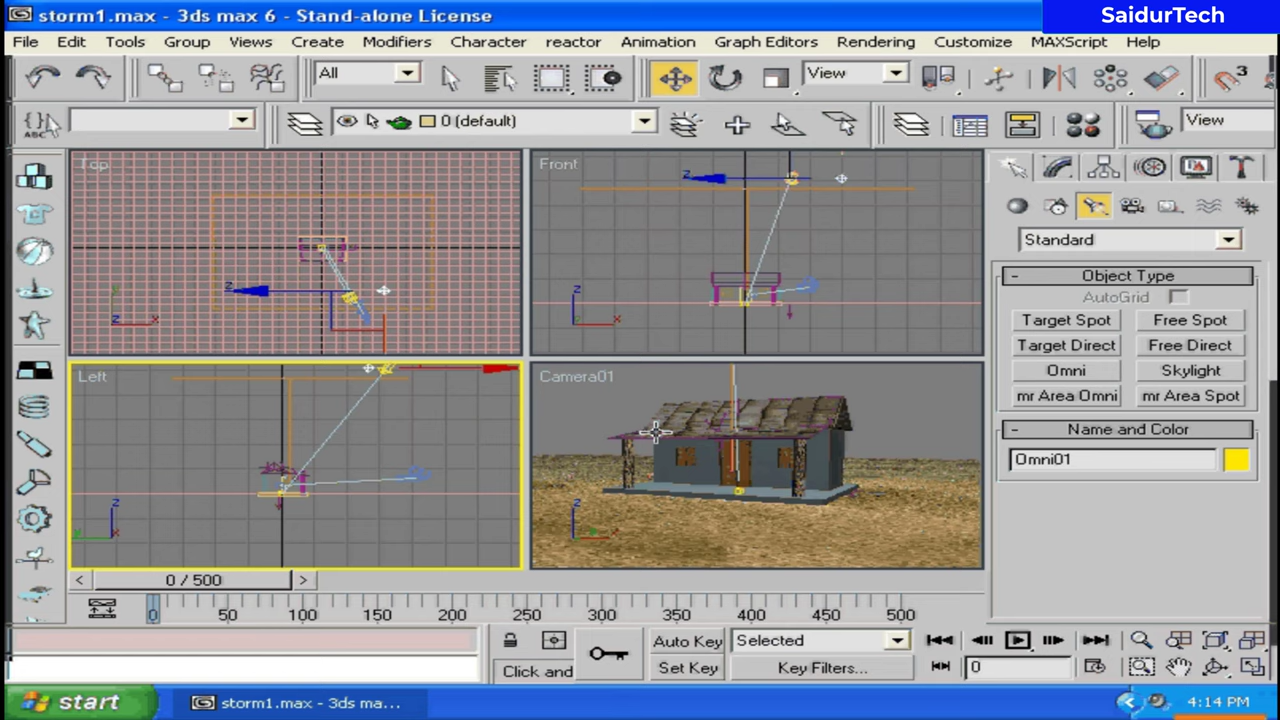 storm1.max - 3ds max 6 - Stand-alone License
SaidurTech
File Edit Tools Group Views Create Modifiers Character reactor Animation Graph Editors Rendering Customize MAXScript Help
All
View
3
ABC
0 (default)
View
Top
Front
z
z
z
y
z
x
z
x
Standard
- Object Type
AutoGrid
Target Spot Free Spot
Target Direct Free Direct
Omni Skylight
mr Area Omni mr Area Spot
Left
Camera01
- Name and Color
Omni01
z
y
x
z
x
< 0 / 500 >
0 50 100 150 200 250 300 350 400 450 500
Auto Key Selected
Click and Set Key Key Filters... 0
start storm1.max - 3ds ma... 4:14 PM